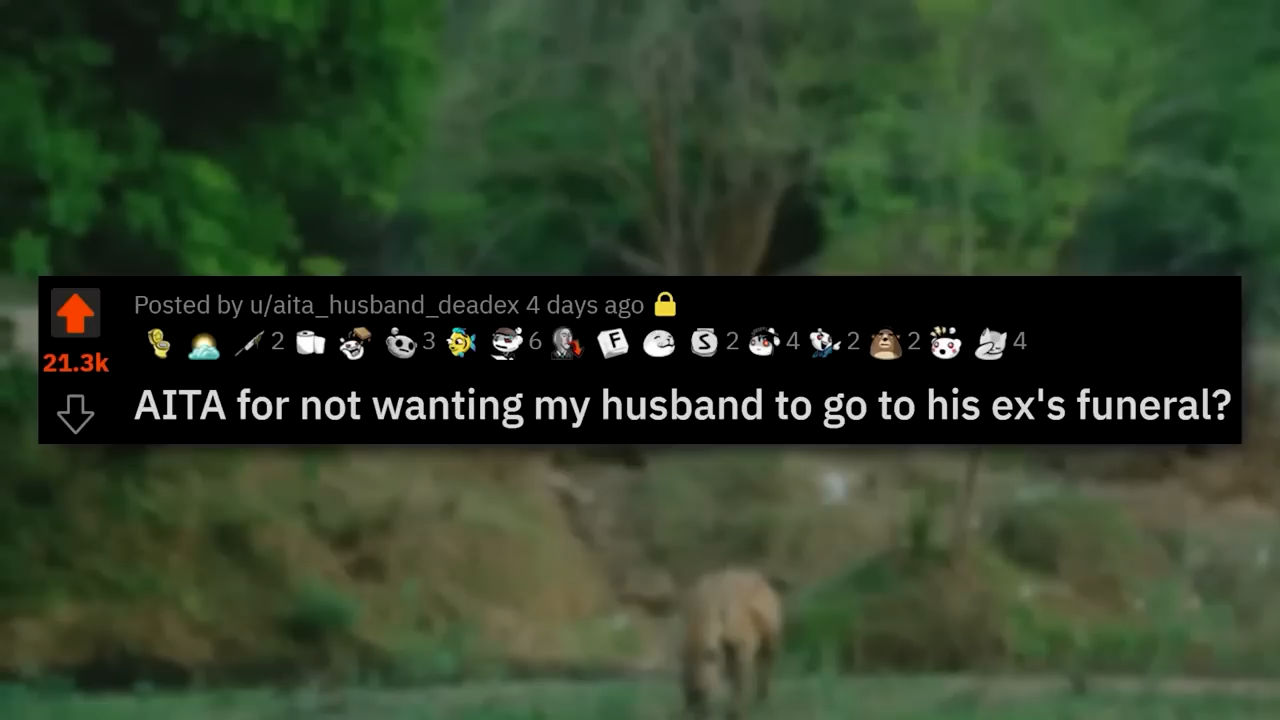 Posted by u/aita_husband_deadex 4 days ago
2 3 6 F S 2 4 2 2 4
21.3k
AITA for not wanting my husband to go to his ex's funeral?